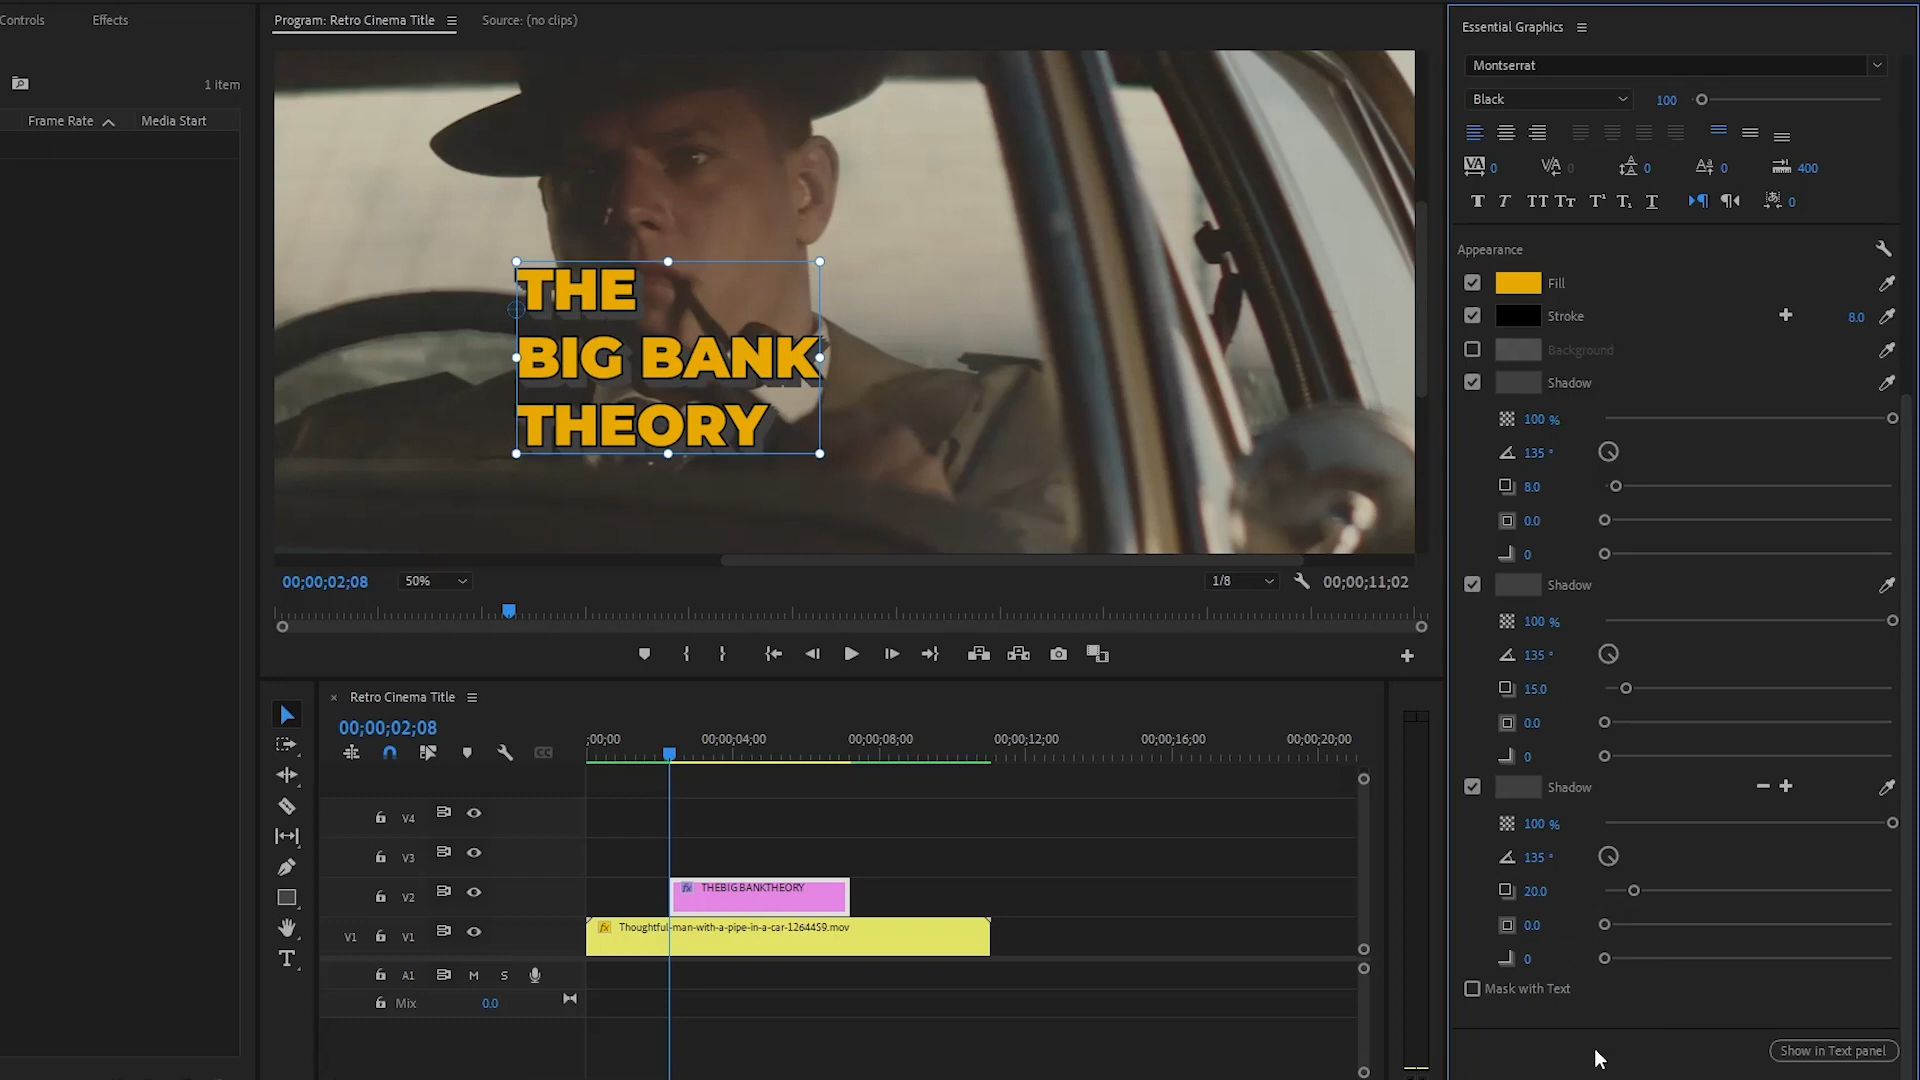 Controls
Effects
Program: Retro Cinema Title
Source: (no clips)
Essential Graphics
1 item
Frame Rate
Media Start
Montserrat
Black
100
0
0
0
0
400
0
Appearance
Fill
Stroke
8.0
Background
Shadow
100 %
135 °
8.0
0.0
0
Shadow
100 %
135 °
15.0
0.0
0
Shadow
100 %
135 °
20.0
0.0
0
Mask with Text
Show in Text panel
THE
BIG BANK
THEORY
00;00;02;08
50%
1/8
00;00;11;02
Retro Cinema Title
00;00;02;08
;00;00
00;00;04;00
00;00;08;00
00;00;12;00
00;00;16;00
00;00;20;00
V4
V3
V2
THEBIG BANKTHEORY
V1
V1
Thoughtful-man-with-a-pipe-in-a-car-1264459.mov
A1
M
S
Mix
0.0